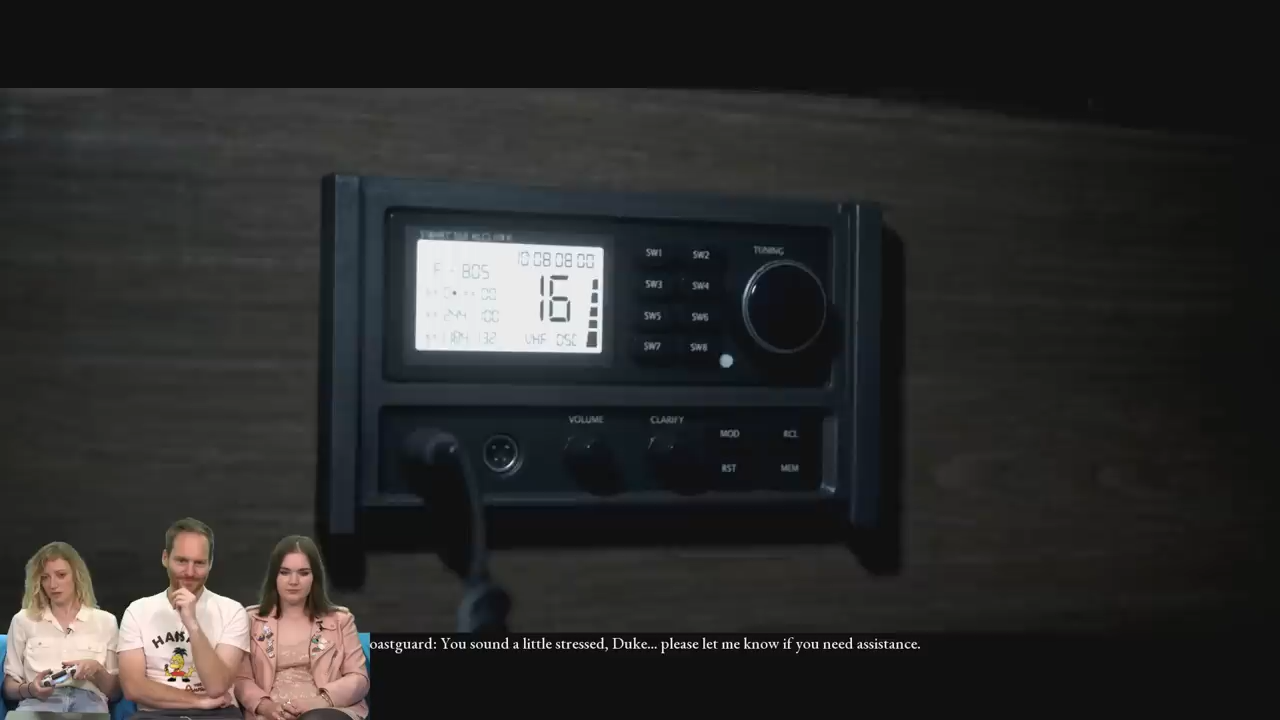 F - 805
10 08 08 00
16
VHF DSC
SW1 SW2
SW3 SW4
SW5 SW6
SW7 SW8
TUNING
VOLUME
CLARIFY
MOD
RCL
RST
MEM
oastguard: You sound a little stressed, Duke... please let me know if you need assistance.